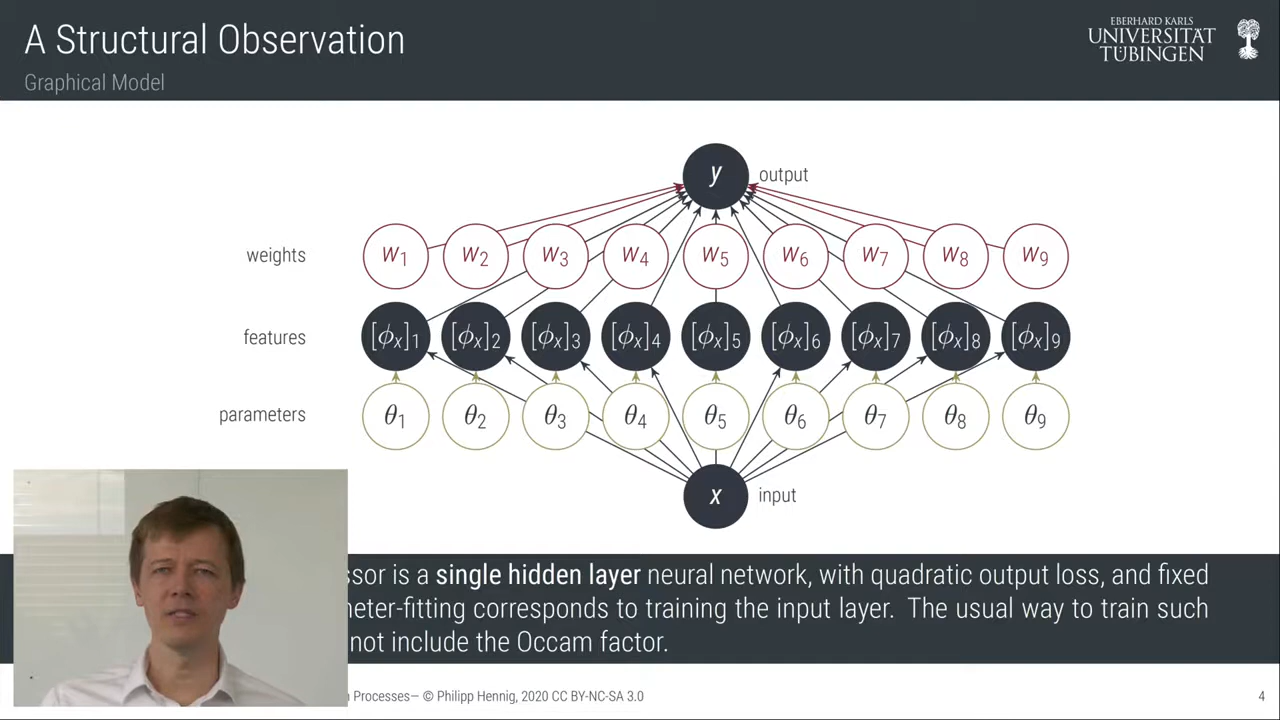 A Structural Observation
Graphical Model
EBERHARD KARLS
UNIVERSITÄT
TÜBINGEN
y output
weights w1 w2 w3 w4 w5 w6 w7 w8 w9
features [ϕx]1 [ϕx]2 [ϕx]3 [ϕx]4 [ϕx]5 [ϕx]6 [ϕx]7 [ϕx]8 [ϕx]9
parameters θ1 θ2 θ3 θ4 θ5 θ6 θ7 θ8 θ9
x input
is a single hidden layer neural network, with quadratic output loss, and fixed
corresponds to training the input layer. The usual way to train such
not include the Occam factor.
Processes— © Philipp Hennig, 2020 CC BY-NC-SA 3.0
4